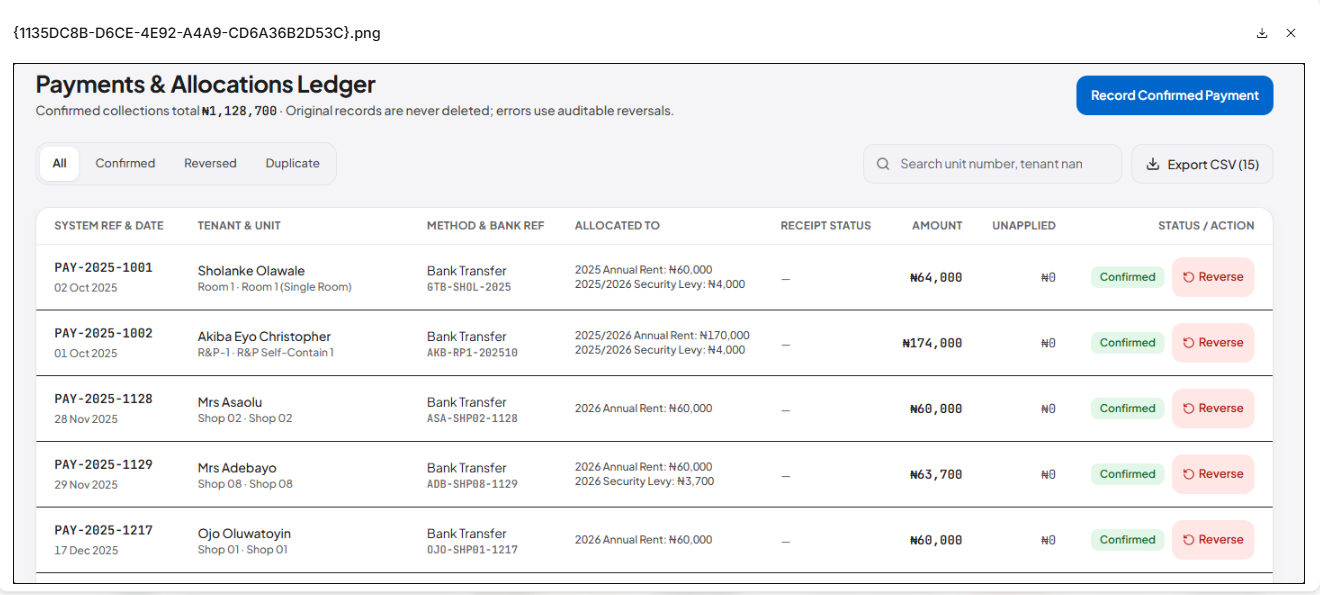 {1135DC8B-D6CE-4E92-A4A9-CD6A36B2D53C}.png
Payments & Allocations Ledger
Confirmed collections total ₦1,128,700 · Original records are never deleted; errors use auditable reversals.
Record Confirmed Payment
All Confirmed Reversed Duplicate
Search unit number, tenant nan
Export CSV (15)
SYSTEM REF & DATE TENANT & UNIT METHOD & BANK REF ALLOCATED TO RECEIPT STATUS AMOUNT UNAPPLIED STATUS / ACTION
PAY-2025-1001
02 Oct 2025
Sholanke Olawale
Room 1 · Room 1 (Single Room)
Bank Transfer
GTB-SHOL-2025
2025 Annual Rent: ₦60,000
2025/2026 Security Levy: ₦4,000
—
₦64,000
₦0
Confirmed
Reverse
PAY-2025-1002
01 Oct 2025
Akiba Eyo Christopher
R&P-1 · R&P Self-Contain 1
Bank Transfer
AKB-RP1-202510
2025/2026 Annual Rent: ₦170,000
2025/2026 Security Levy: ₦4,000
—
₦174,000
₦0
Confirmed
Reverse
PAY-2025-1128
28 Nov 2025
Mrs Asaolu
Shop 02 · Shop 02
Bank Transfer
ASA-SHP02-1128
2026 Annual Rent: ₦60,000
—
₦60,000
₦0
Confirmed
Reverse
PAY-2025-1129
29 Nov 2025
Mrs Adebayo
Shop 08 · Shop 08
Bank Transfer
ADB-SHP08-1129
2026 Annual Rent: ₦60,000
2026 Security Levy: ₦3,700
—
₦63,700
₦0
Confirmed
Reverse
PAY-2025-1217
17 Dec 2025
Ojo Oluwatoyin
Shop 01 · Shop 01
Bank Transfer
OJO-SHP01-1217
2026 Annual Rent: ₦60,000
—
₦60,000
₦0
Confirmed
Reverse